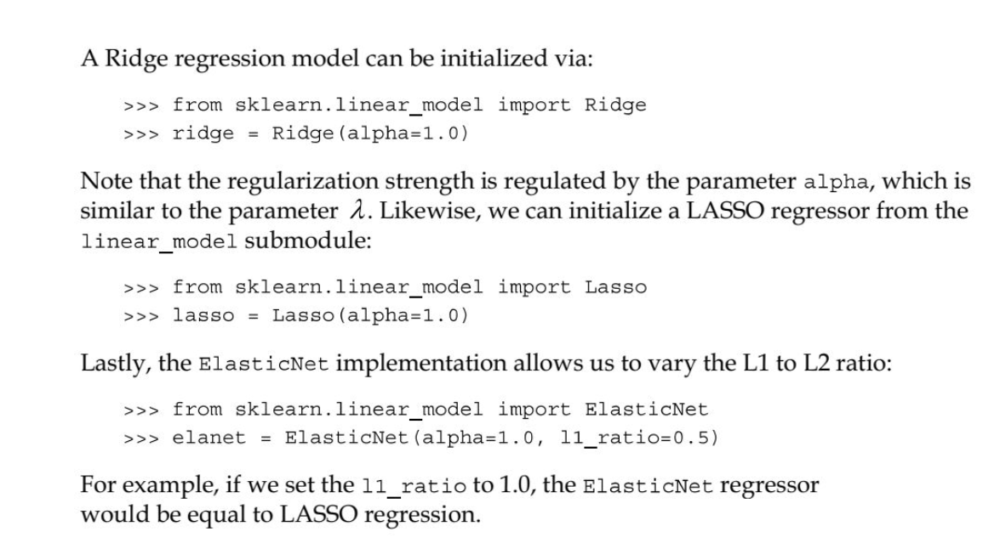 A Ridge regression model can be initialized via:
>>> from sklearn.linear_model import Ridge
>>> ridge = Ridge(alpha=1.0)
Note that the regularization strength is regulated by the parameter alpha, which is
similar to the parameter λ. Likewise, we can initialize a LASSO regressor from the
linear_model submodule:
>>> from sklearn.linear_model import Lasso
>>> lasso = Lasso(alpha=1.0)
Lastly, the ElasticNet implementation allows us to vary the L1 to L2 ratio:
>>> from sklearn.linear_model import ElasticNet
>>> elanet = ElasticNet(alpha=1.0, l1_ratio=0.5)
For example, if we set the l1_ratio to 1.0, the ElasticNet regressor
would be equal to LASSO regression.